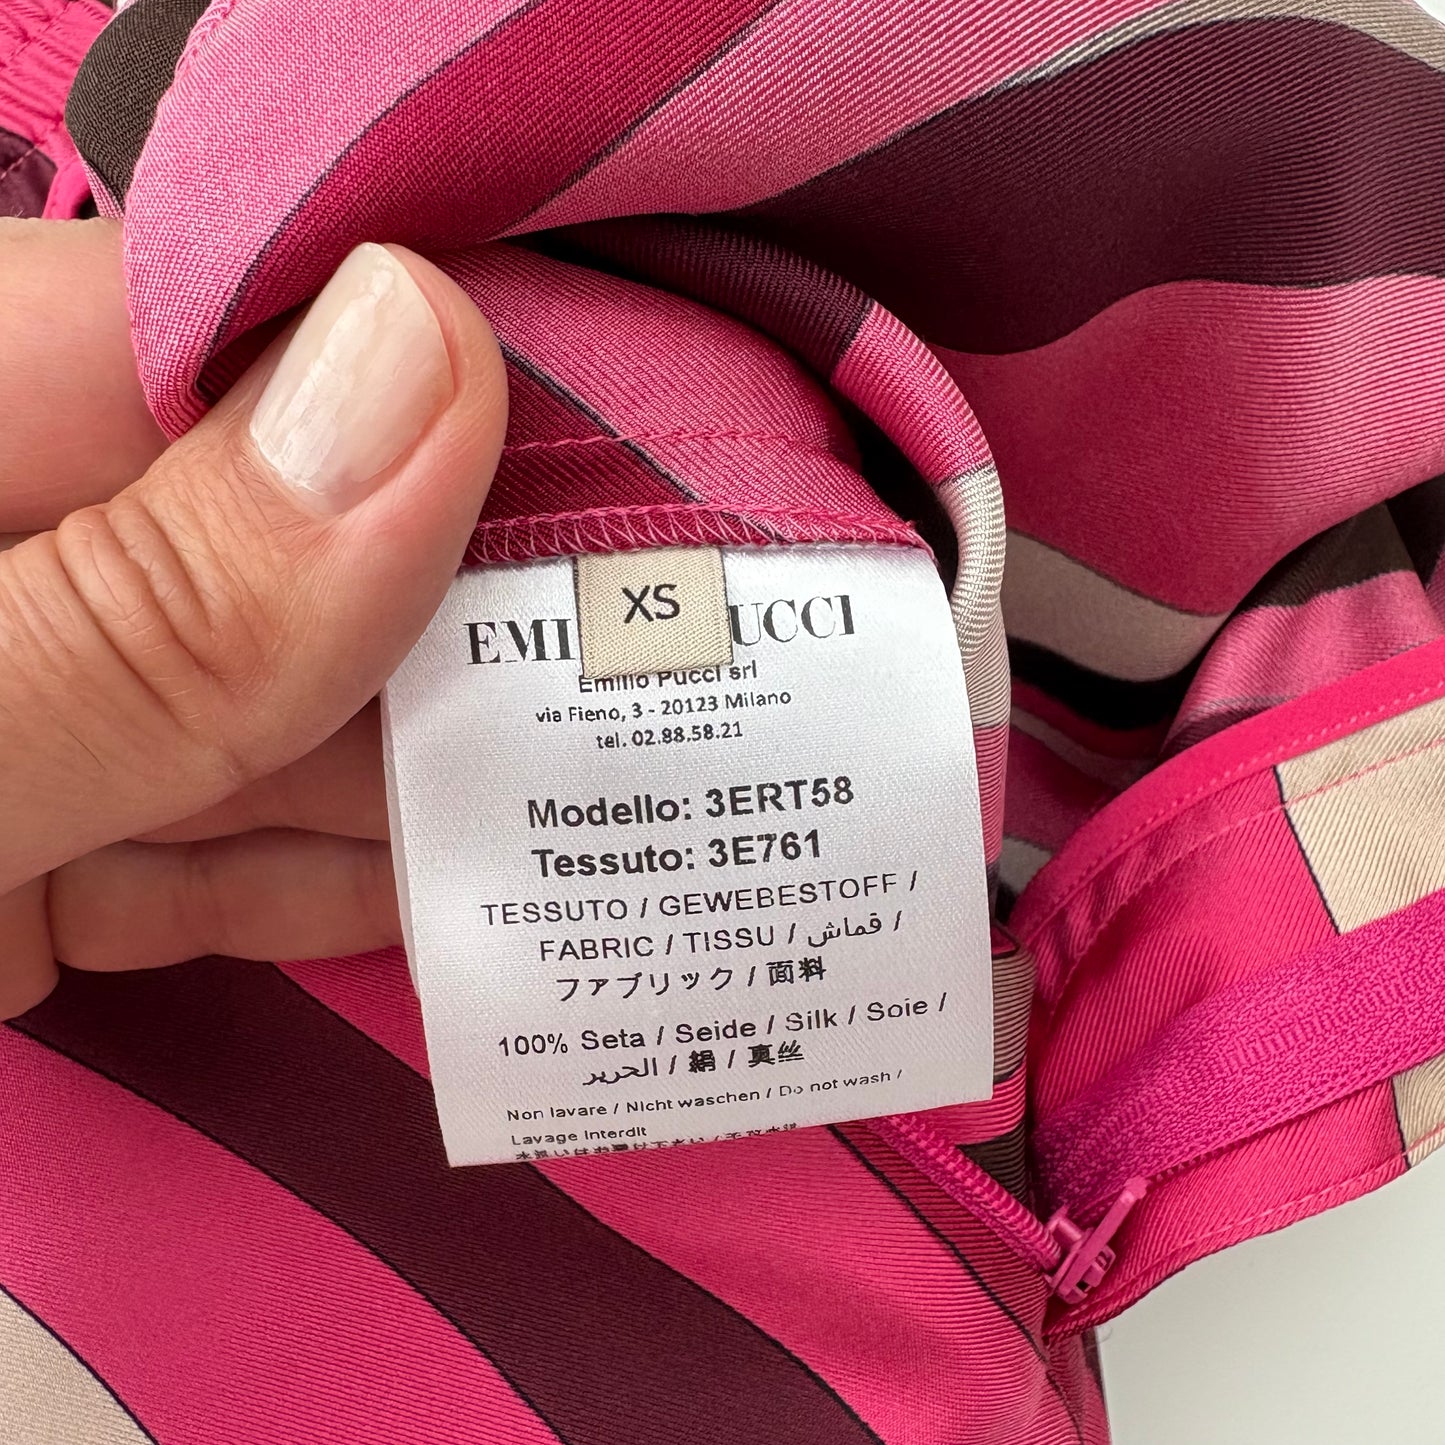 XS
EMI UCCI
Emilio Pucci srl
via Fieno, 3 - 20123 Milano
tel. 02.88.58.21
Modello: 3ERT58
Tessuto: 3E761
TESSUTO / GEWEBESTOFF /
FABRIC / TISSU / قماش /
ファブリック / 面料
100% Seta / Seide / Silk / Soie /
الحرير / 絹 / 真丝
Non lavare / Nicht waschen / Do not wash /
Lavage interdit